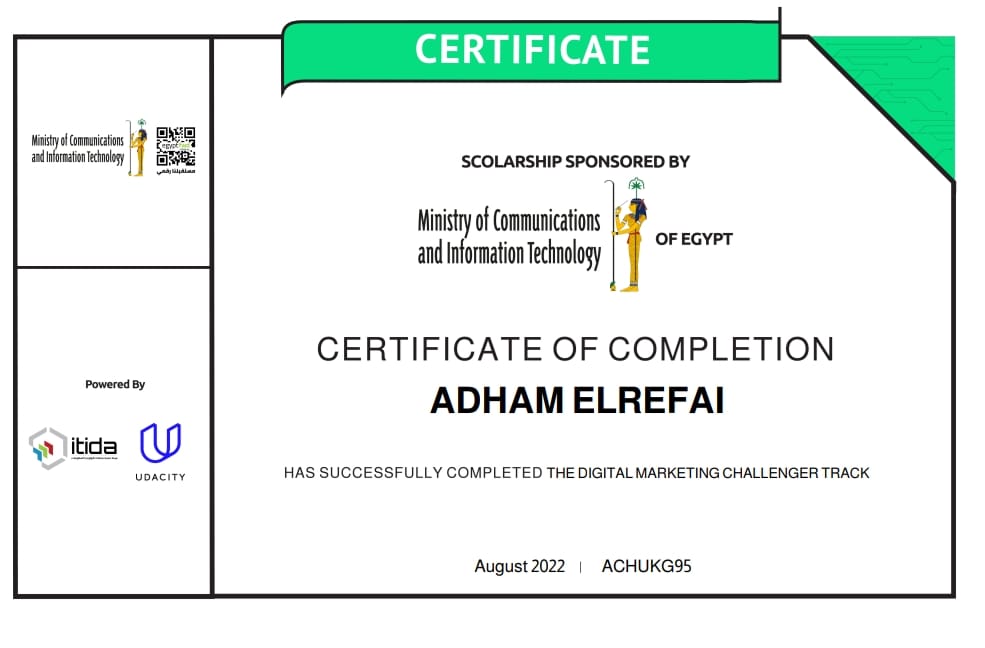 CERTIFICATE
Ministry of Communications
and Information Technology
egypt
مستقبلنا رقمي
SCOLARSHIP SPONSORED BY
Ministry of Communications
and Information Technology
OF EGYPT
CERTIFICATE OF COMPLETION
ADHAM ELREFAI
HAS SUCCESSFULLY COMPLETED THE DIGITAL MARKETING CHALLENGER TRACK
August 2022 | ACHUKG95
Powered By
itida
UDACITY